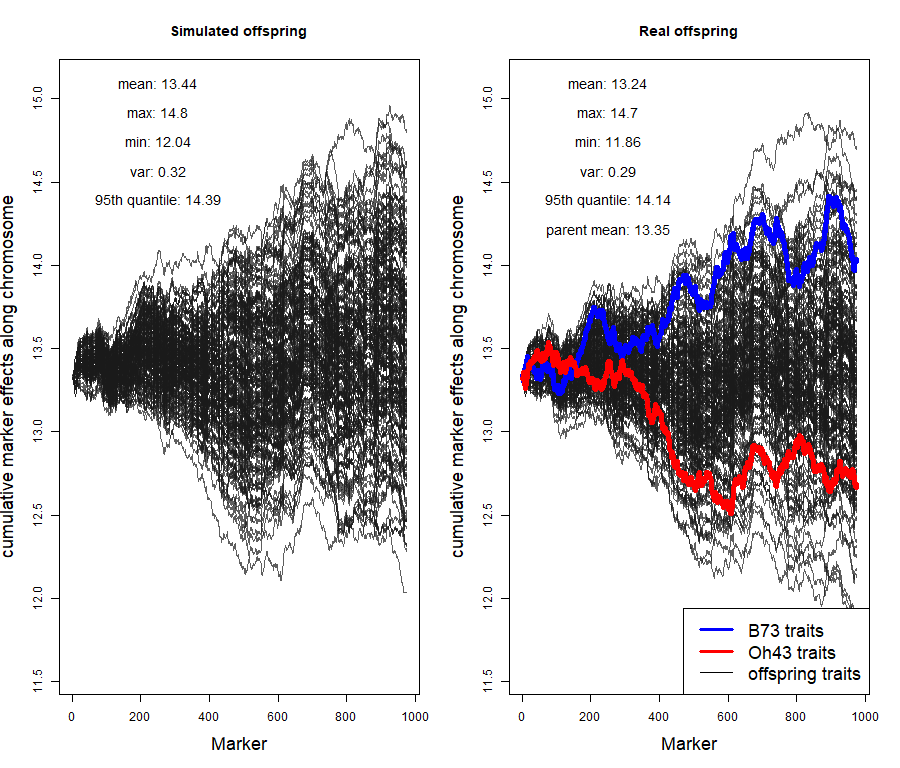 Simulated offspring
mean: 13.44
max: 14.8
min: 12.04
var: 0.32
95th quantile: 14.39
cumulative marker effects along chromosome
15.0
14.5
14.0
13.5
13.0
12.5
12.0
11.5
0 200 400 600 800 1000
Marker
Real offspring
mean: 13.24
max: 14.7
min: 11.86
var: 0.29
95th quantile: 14.14
parent mean: 13.35
cumulative marker effects along chromosome
15.0
14.5
14.0
13.5
13.0
12.5
12.0
11.5
B73 traits
Oh43 traits
offspring traits
0 200 400 600 800 1000
Marker